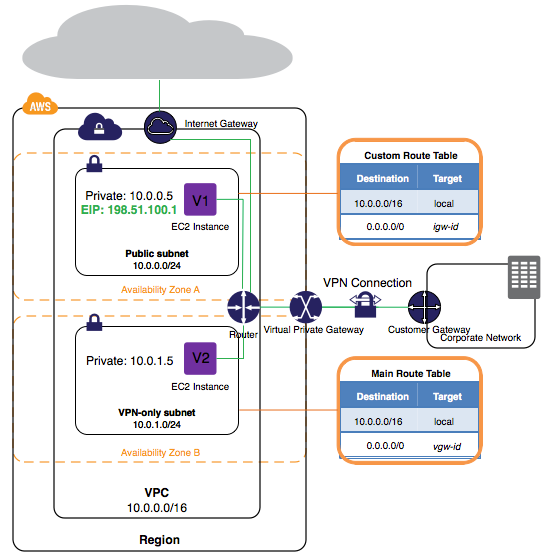 AWS
Internet Gateway
Private: 10.0.0.5
EIP: 198.51.100.1
V1
EC2 Instance
Public subnet
10.0.0.0/24
Availability Zone A
Custom Route Table
Destination Target
10.0.0.0/16 local
0.0.0.0/0 igw-id
VPN Connection
Router
Virtual Private Gateway
Customer Gateway
Corporate Network
Private: 10.0.1.5
V2
EC2 Instance
VPN-only subnet
10.0.1.0/24
Availability Zone B
Main Route Table
Destination Target
10.0.0.0/16 local
0.0.0.0/0 vgw-id
VPC
10.0.0.0/16
Region